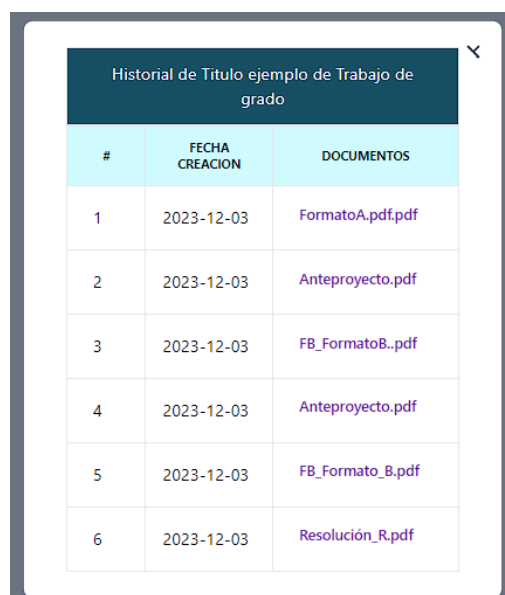 Historial de Titulo ejemplo de Trabajo de
grado
# FECHA CREACION DOCUMENTOS
1 2023-12-03 FormatoA.pdf.pdf
2 2023-12-03 Anteproyecto.pdf
3 2023-12-03 FB_FormatoB..pdf
4 2023-12-03 Anteproyecto.pdf
5 2023-12-03 FB_Formato_B.pdf
6 2023-12-03 Resolución_R.pdf